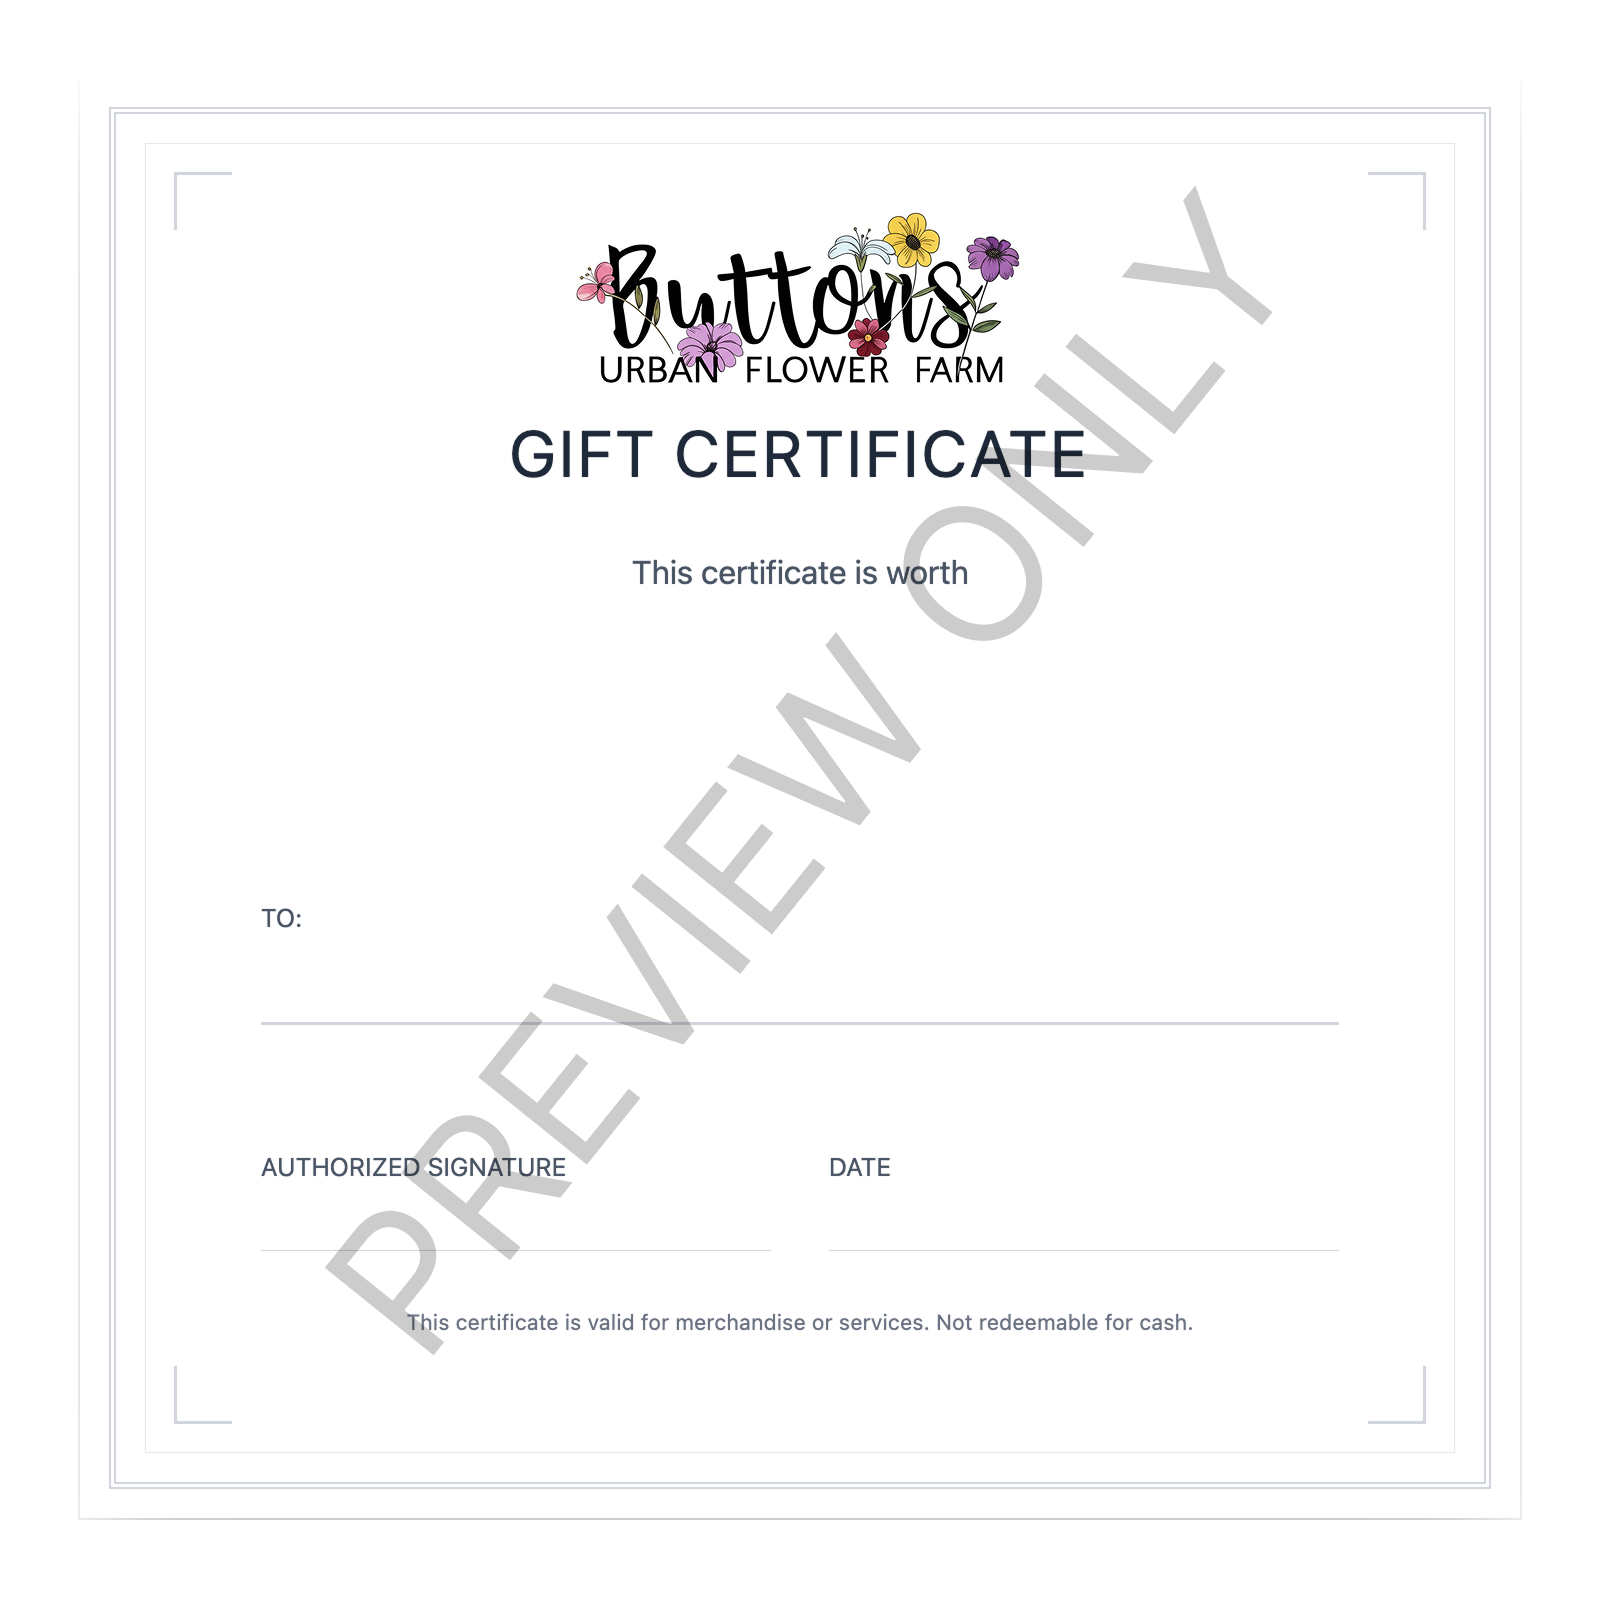 Buttons
URBAN FLOWER FARM
GIFT CERTIFICATE
This certificate is worth
PREVIEW ONLY
TO:
AUTHORIZED SIGNATURE
DATE
This certificate is valid for merchandise or services. Not redeemable for cash.